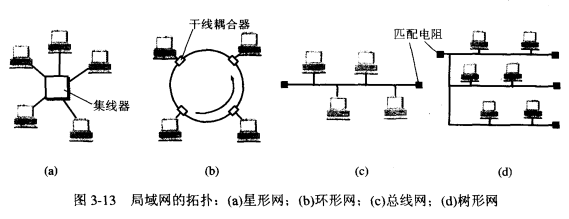 干线耦合器
匹配电阻
集线器
(a)
(b)
(c)
(d)
图 3-13 局域网的拓扑：(a)星形网；(b)环形网；(c)总线网；(d)树形网